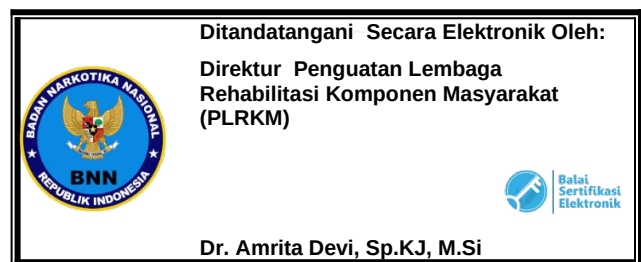 Ditandatangani Secara Elektronik Oleh:
Direktur Penguatan Lembaga
Rehabilitasi Komponen Masyarakat
(PLRKM)
BADAN NARKOTIKA NASIONAL
BNN
REPUBLIK INDONESIA
Balai
Sertifikasi
Elektronik
Dr. Amrita Devi, Sp.KJ, M.Si